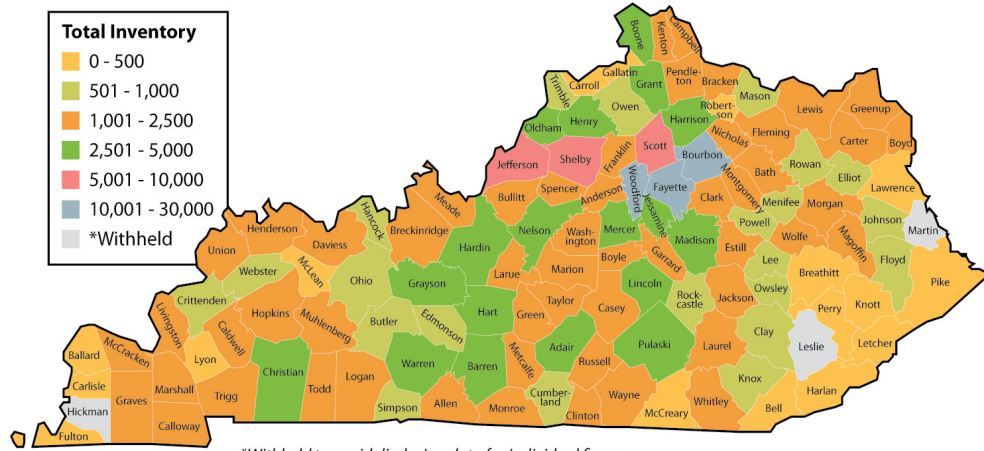 Total Inventory
0 - 500
501 - 1,000
1,001 - 2,500
2,501 - 5,000
5,001 - 10,000
10,001 - 30,000
*Withheld
Boone
Kenton
Campbell
Gallatin
Carroll
Trimble
Grant
Pendle-
ton
Bracken
Owen
Robert-
son
Mason
Lewis
Greenup
Oldham
Henry
Harrison
Nicholas
Fleming
Carter
Boyd
Jefferson
Shelby
Franklin
Scott
Bourbon
Bath
Rowan
Elliot
Lawrence
Bullitt
Spencer
Anderson
Woodford
Fayette
Clark
Montgomery
Menifee
Morgan
Johnson
Martin
Meade
Hancock
Breckinridge
Hardin
Nelson
Wash-
ington
Mercer
Jessamine
Madison
Powell
Estill
Wolfe
Magoffin
Floyd
Pike
Henderson
Union
Daviess
Webster
McLean
Ohio
Grayson
Larue
Marion
Boyle
Garrard
Lee
Owsley
Breathitt
Knott
Crittenden
Livingston
Hopkins
Muhlenberg
Butler
Edmonson
Hart
Green
Taylor
Casey
Lincoln
Rock-
castle
Jackson
Perry
Letcher
Caldwell
Lyon
Clay
Leslie
Ballard
McCracken
Christian
Todd
Logan
Warren
Barren
Metcalfe
Adair
Russell
Pulaski
Laurel
Knox
Harlan
Carlisle
Marshall
Trigg
Simpson
Allen
Monroe
Cumber-
land
Clinton
Wayne
McCreary
Whitley
Bell
Hickman
Graves
Fulton
Calloway